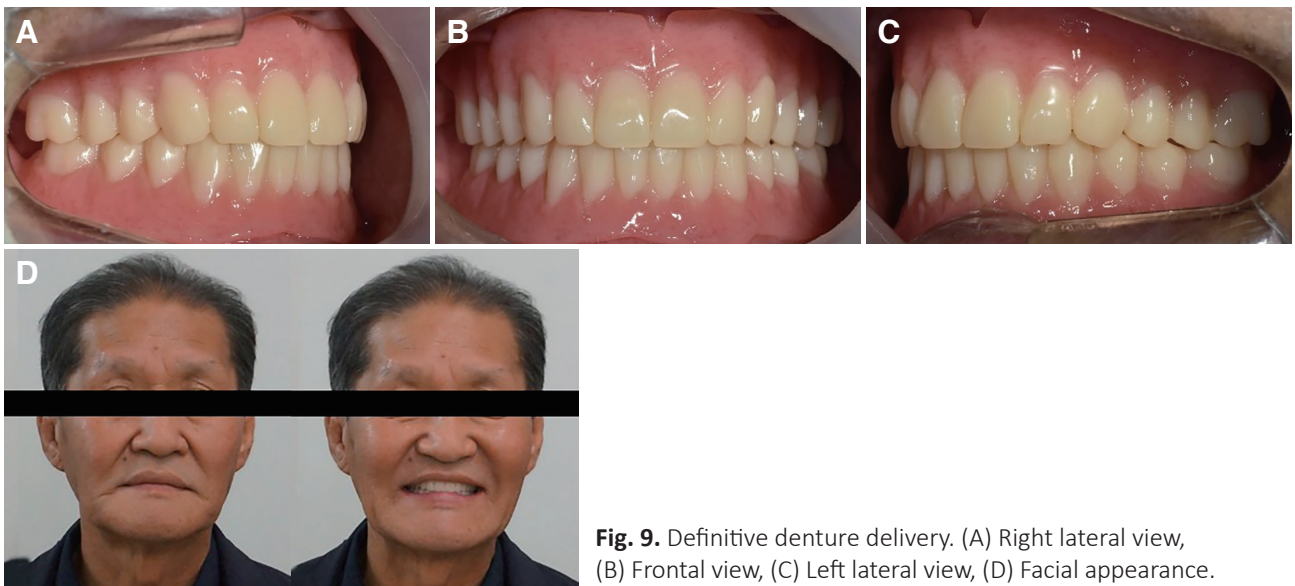 A
B
C
D
Fig. 9. Definitive denture delivery. (A) Right lateral view,
(B) Frontal view, (C) Left lateral view, (D) Facial appearance.